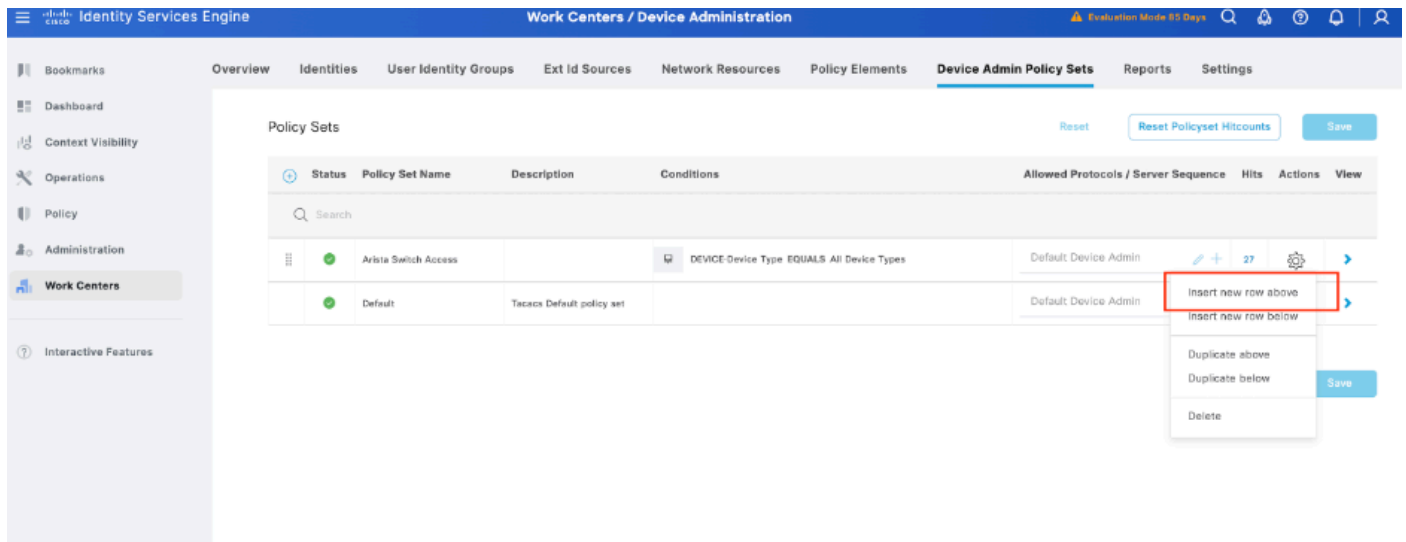 cisco Identity Services Engine
Work Centers / Device Administration
Evaluation Mode 85 Days
Bookmarks
Dashboard
Context Visibility
Operations
Policy
Administration
Work Centers
Interactive Features
Overview Identities User Identity Groups Ext Id Sources Network Resources Policy Elements Device Admin Policy Sets Reports Settings
Policy Sets
Reset Reset Policyset Hitcounts Save
Status Policy Set Name Description Conditions Allowed Protocols / Server Sequence Hits Actions View
Search
Arista Switch Access DEVICE-Device Type EQUALS All Device Types Default Device Admin 27
Default Tacacs Default policy set Default Device Admin
Insert new row above
Insert new row below
Duplicate above
Duplicate below
Delete
Save